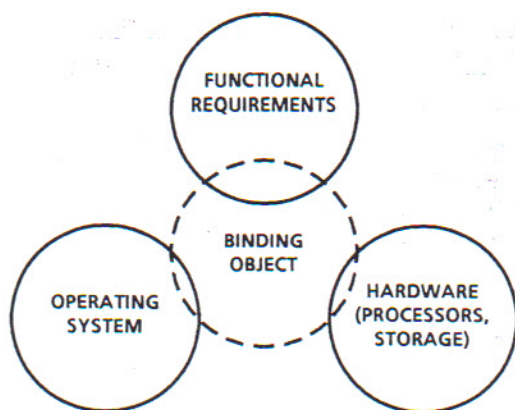 FUNCTIONAL
REQUIREMENTS
BINDING
OBJECT
OPERATING
SYSTEM
HARDWARE
(PROCESSORS,
STORAGE)